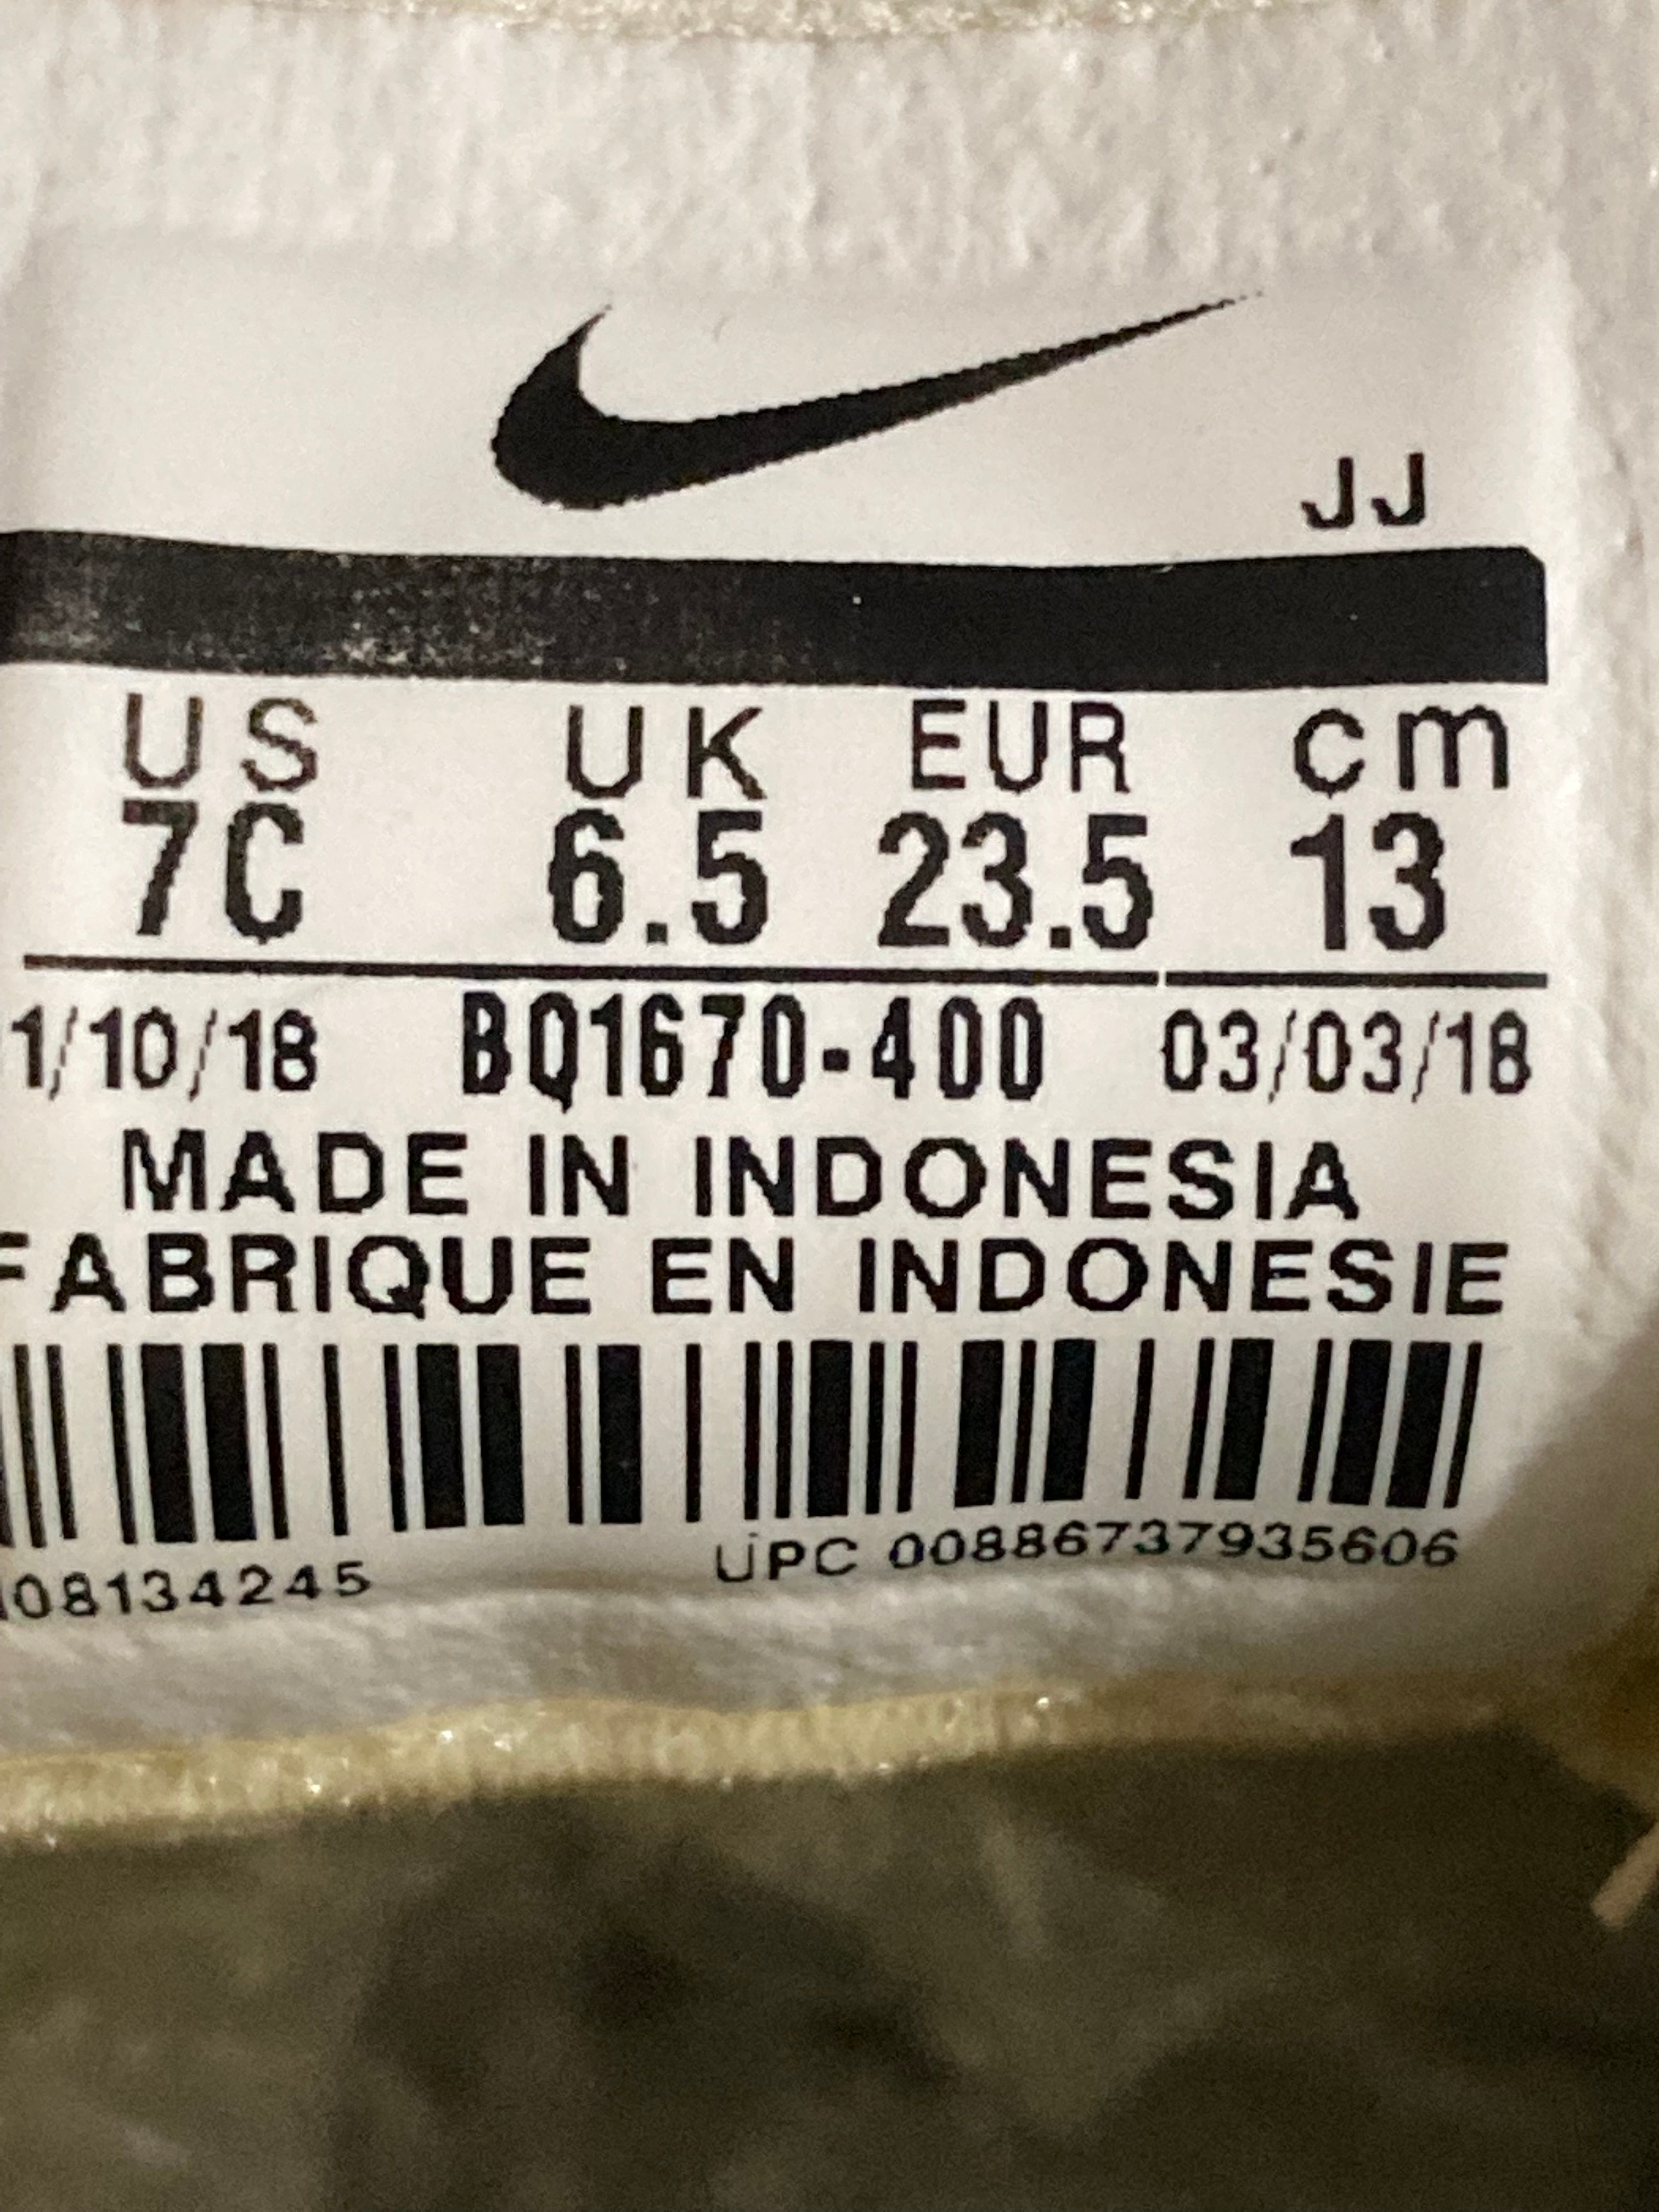 JJ
US UK EUR cm
7C 6.5 23.5 13
1/10/18 BQ1670-400 03/03/18
MADE IN INDONESIA
FABRIQUE EN INDONESIE
08134245 UPC 00886737935606